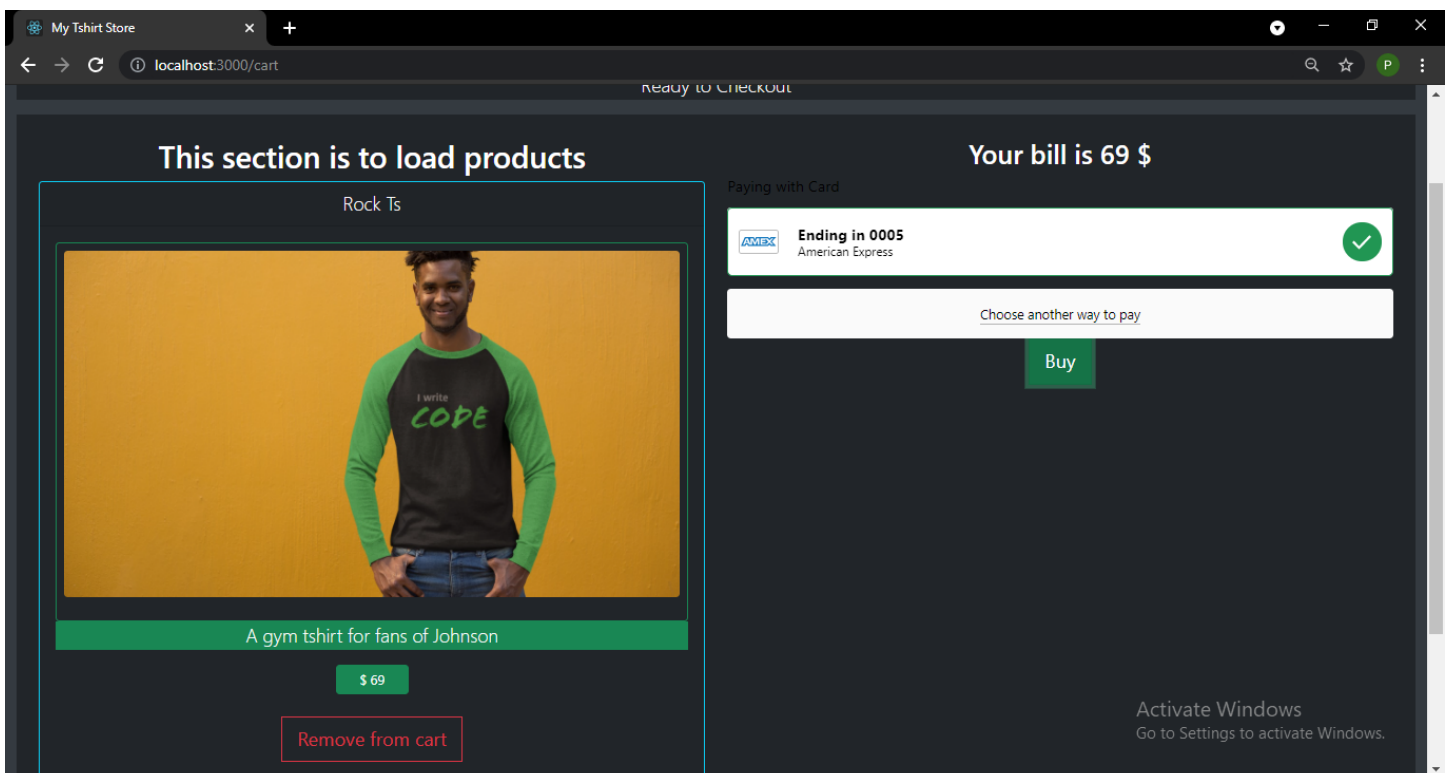 My Tshirt Store
localhost:3000/cart
P
Ready to Checkout
This section is to load products
Rock Ts
I write
CODE
A gym tshirt for fans of Johnson
$ 69
Remove from cart
Your bill is 69 $
Paying with Card
AMEX
Ending in 0005
American Express
Choose another way to pay
Buy
Activate Windows
Go to Settings to activate Windows.